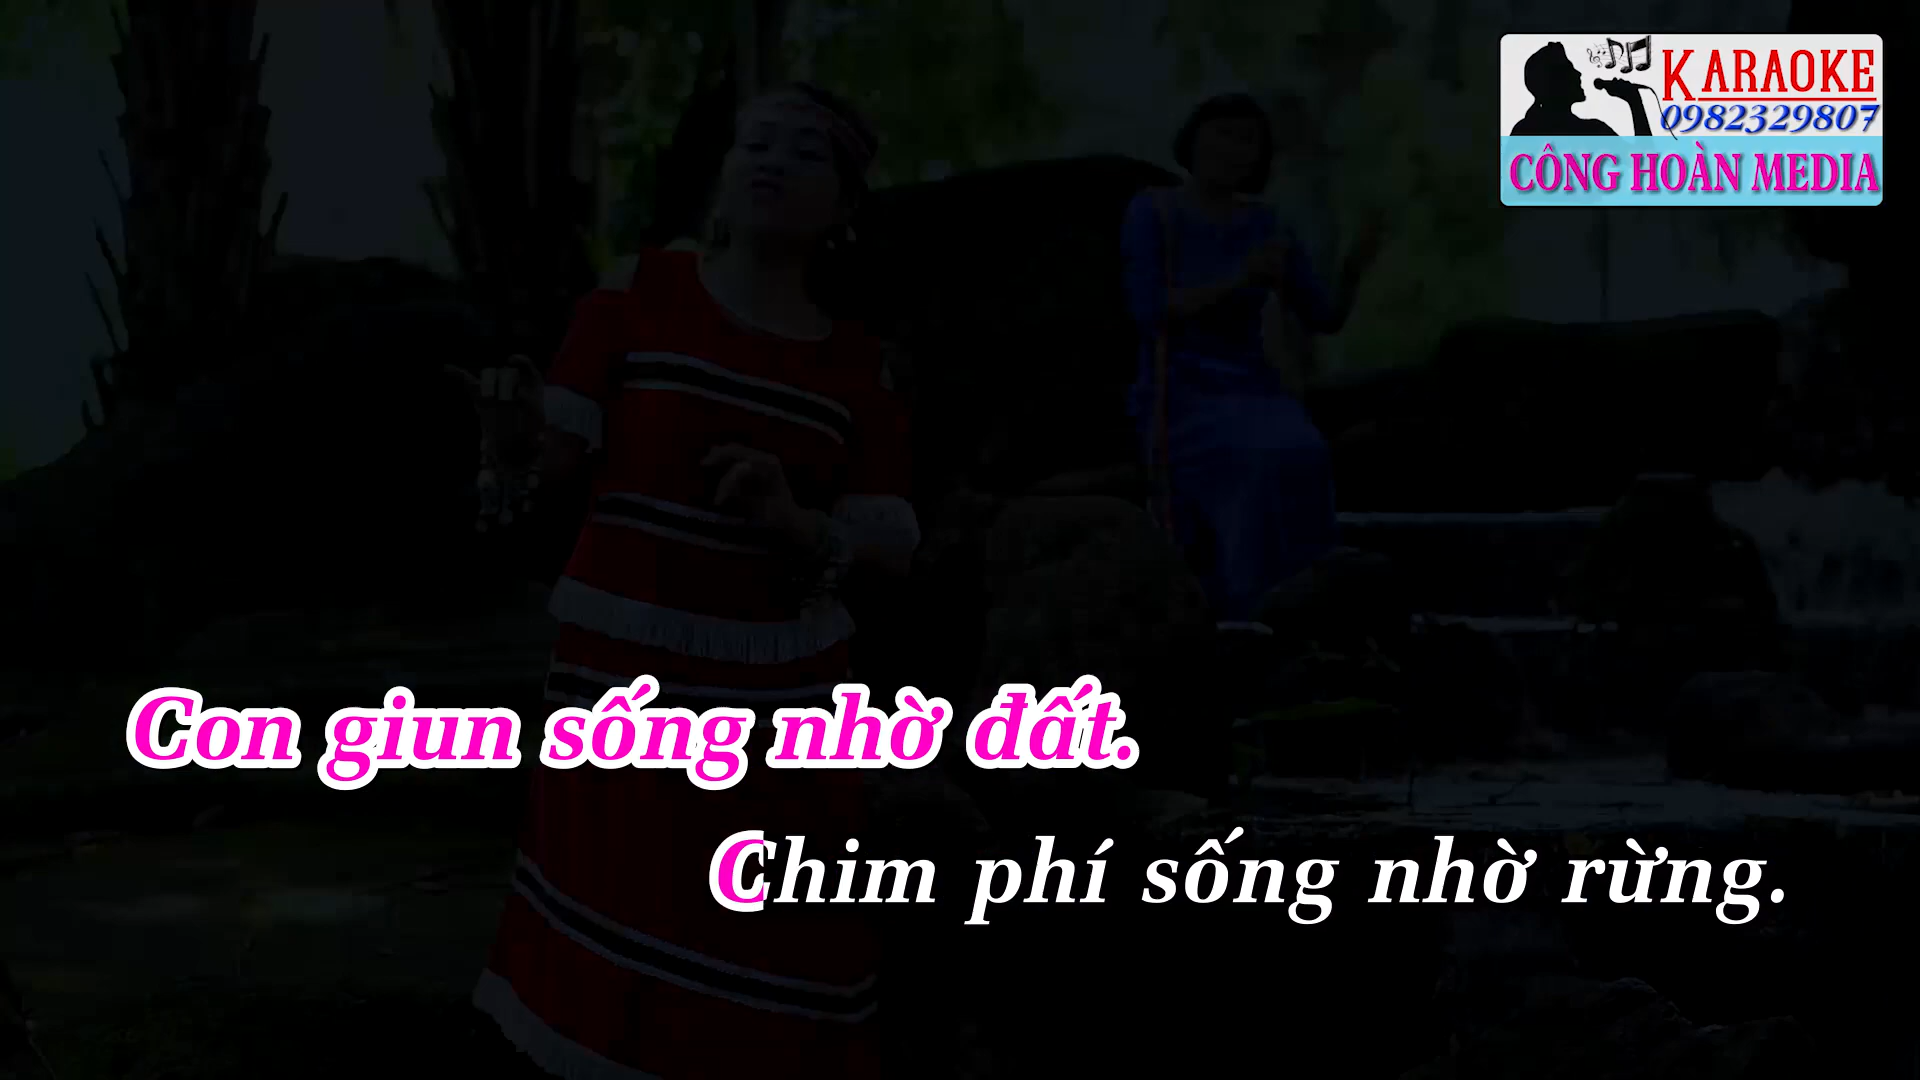 KARAOKE
0982329807
CÔNG HOÀN MEDIA
Con giun sống nhờ đất.
Chim phí sống nhờ rừng.